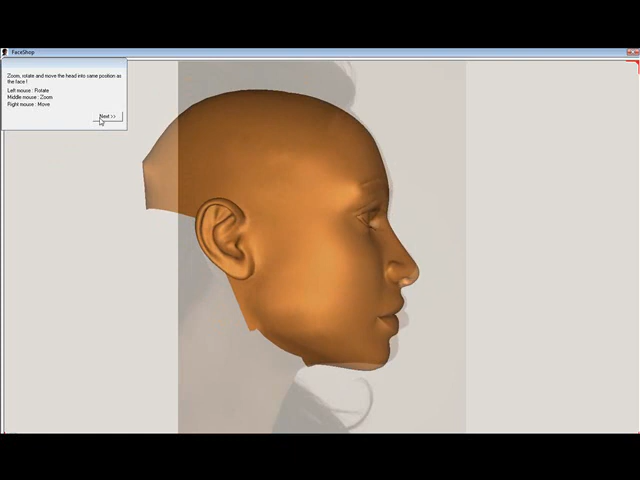 FaceShop
Zoom, rotate and move the head into same position as
the face !
Left mouse : Rotate
Middle mouse : Zoom
Right mouse : Move
Next >>